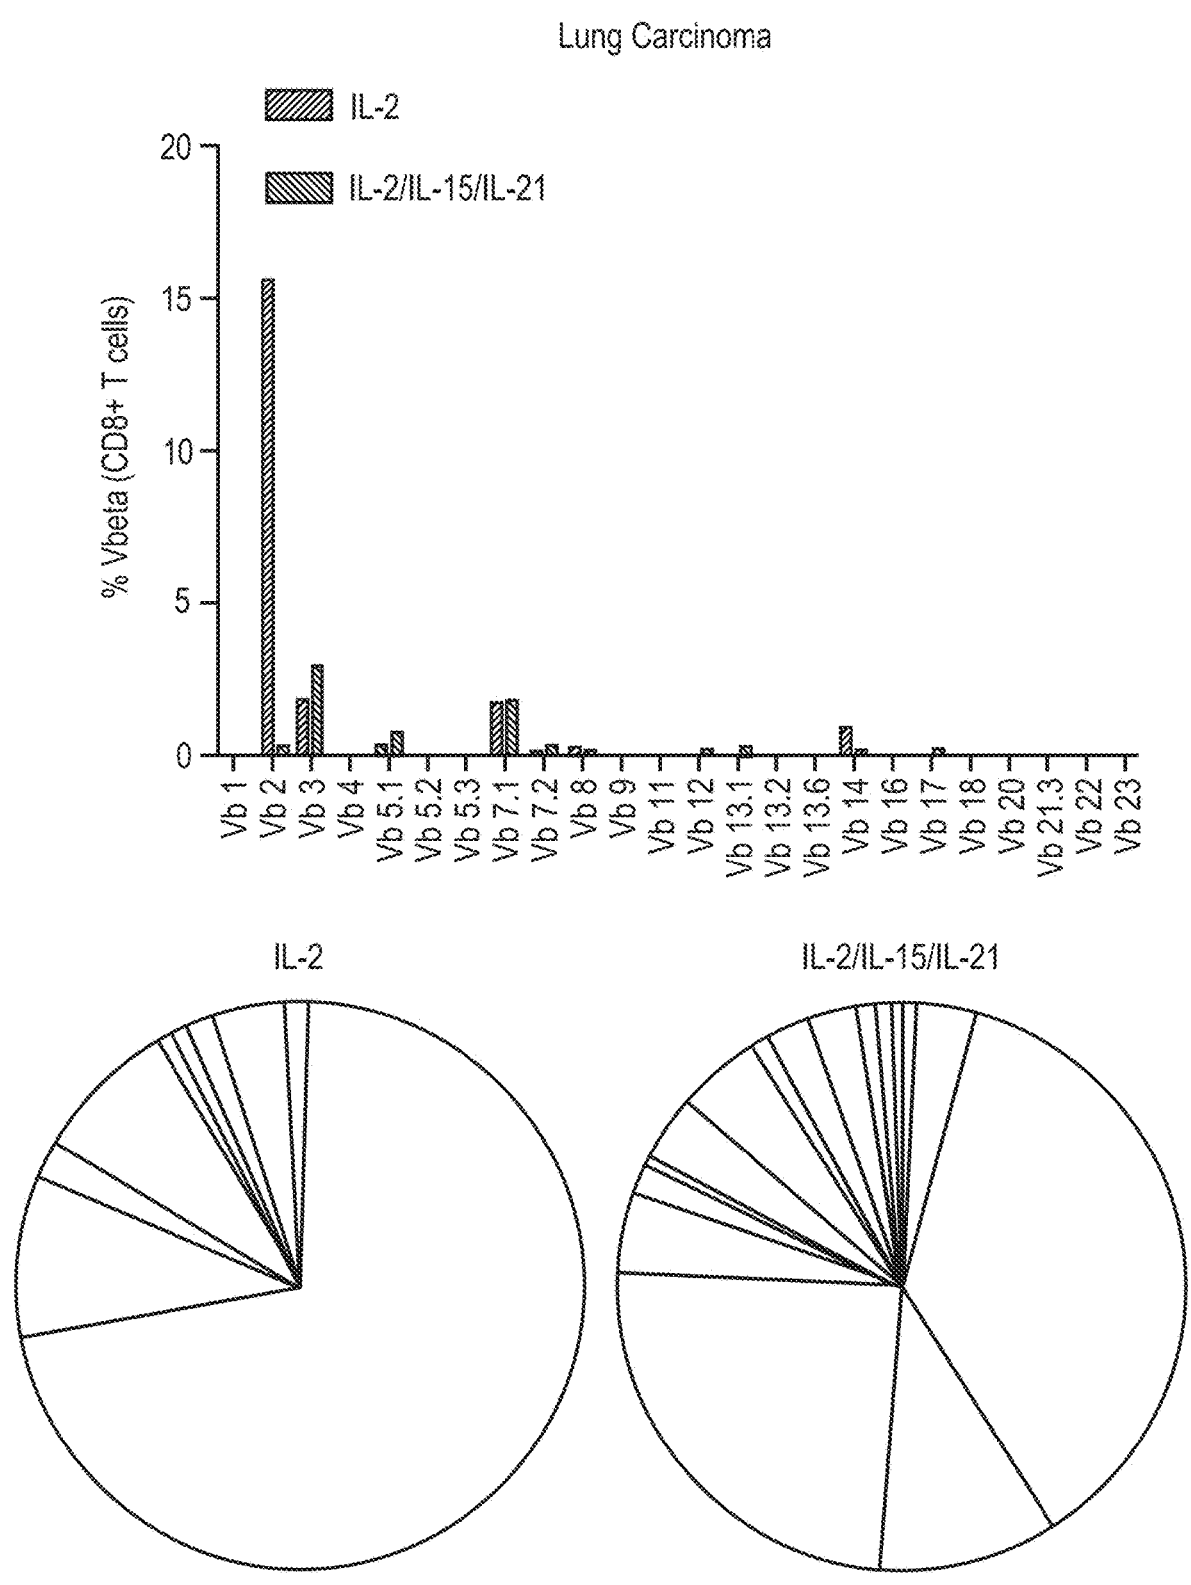 Lung Carcinoma
IL-2
IL-2/IL-15/IL-21
% Vbeta (CD8+ T cells)
20
15
10
5
0
Vb 1
Vb 2
Vb 3
Vb 4
Vb 5.1
Vb 5.2
Vb 5.3
Vb 7.1
Vb 7.2
Vb 8
Vb 9
Vb 11
Vb 12
Vb 13.1
Vb 13.2
Vb 13.6
Vb 14
Vb 16
Vb 17
Vb 18
Vb 20
Vb 21.3
Vb 22
Vb 23
IL-2
IL-2/IL-15/IL-21